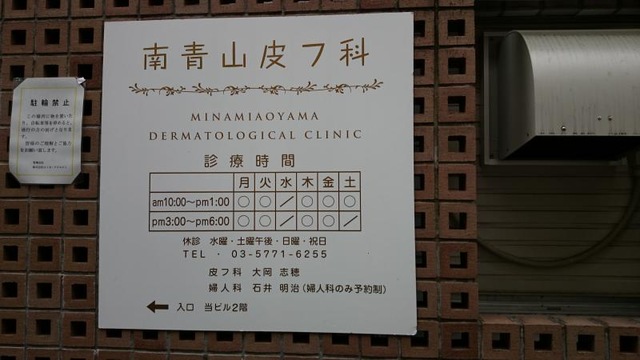 南青山皮フ科
MINAMIAOYAMA
DERMATOLOGICAL CLINIC
診療時間
月 火 水 木 金 土
am10:00〜pm1:00 ○ ○ ／ ○ ○ ○
pm3:00〜pm6:00 ○ ○ ／ ○ ○ ／
休診 水曜・土曜午後・日曜・祝日
TEL ・ 03-5771-6255
皮フ科 大岡 志穂
婦人科 石井 明治(婦人科のみ予約制)
← 入口 当ビル2階
駐輪禁止